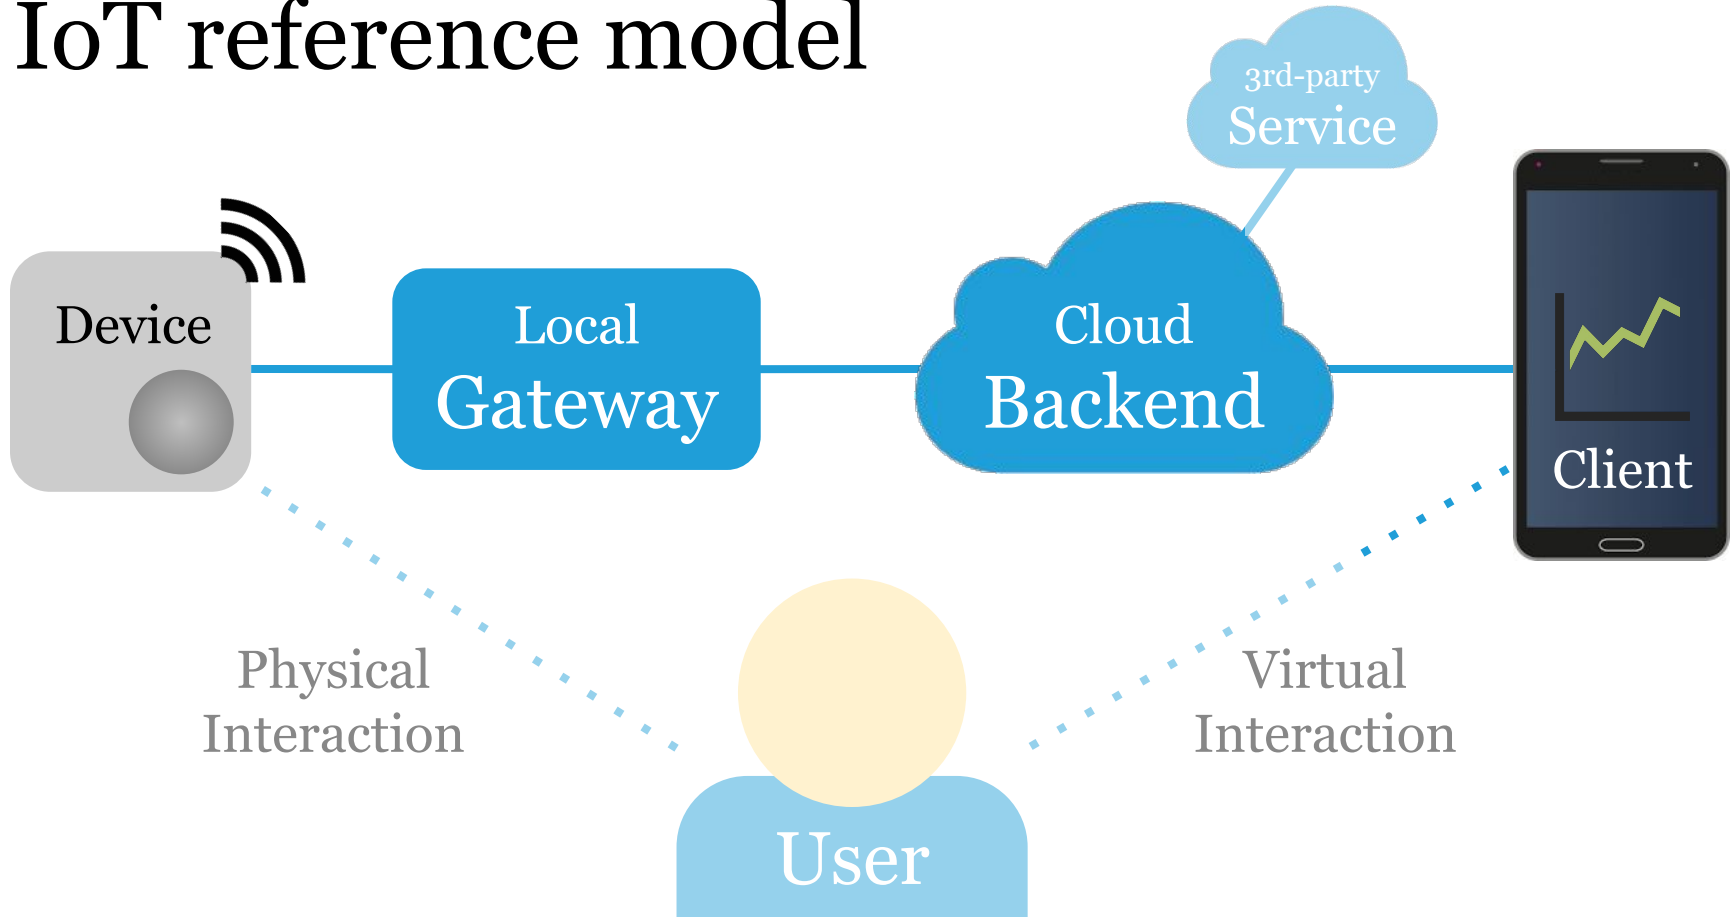 IoT reference model
3rd-party
Service
Device
Local
Gateway
Cloud
Backend
Client
Physical
Interaction
Virtual
Interaction
User